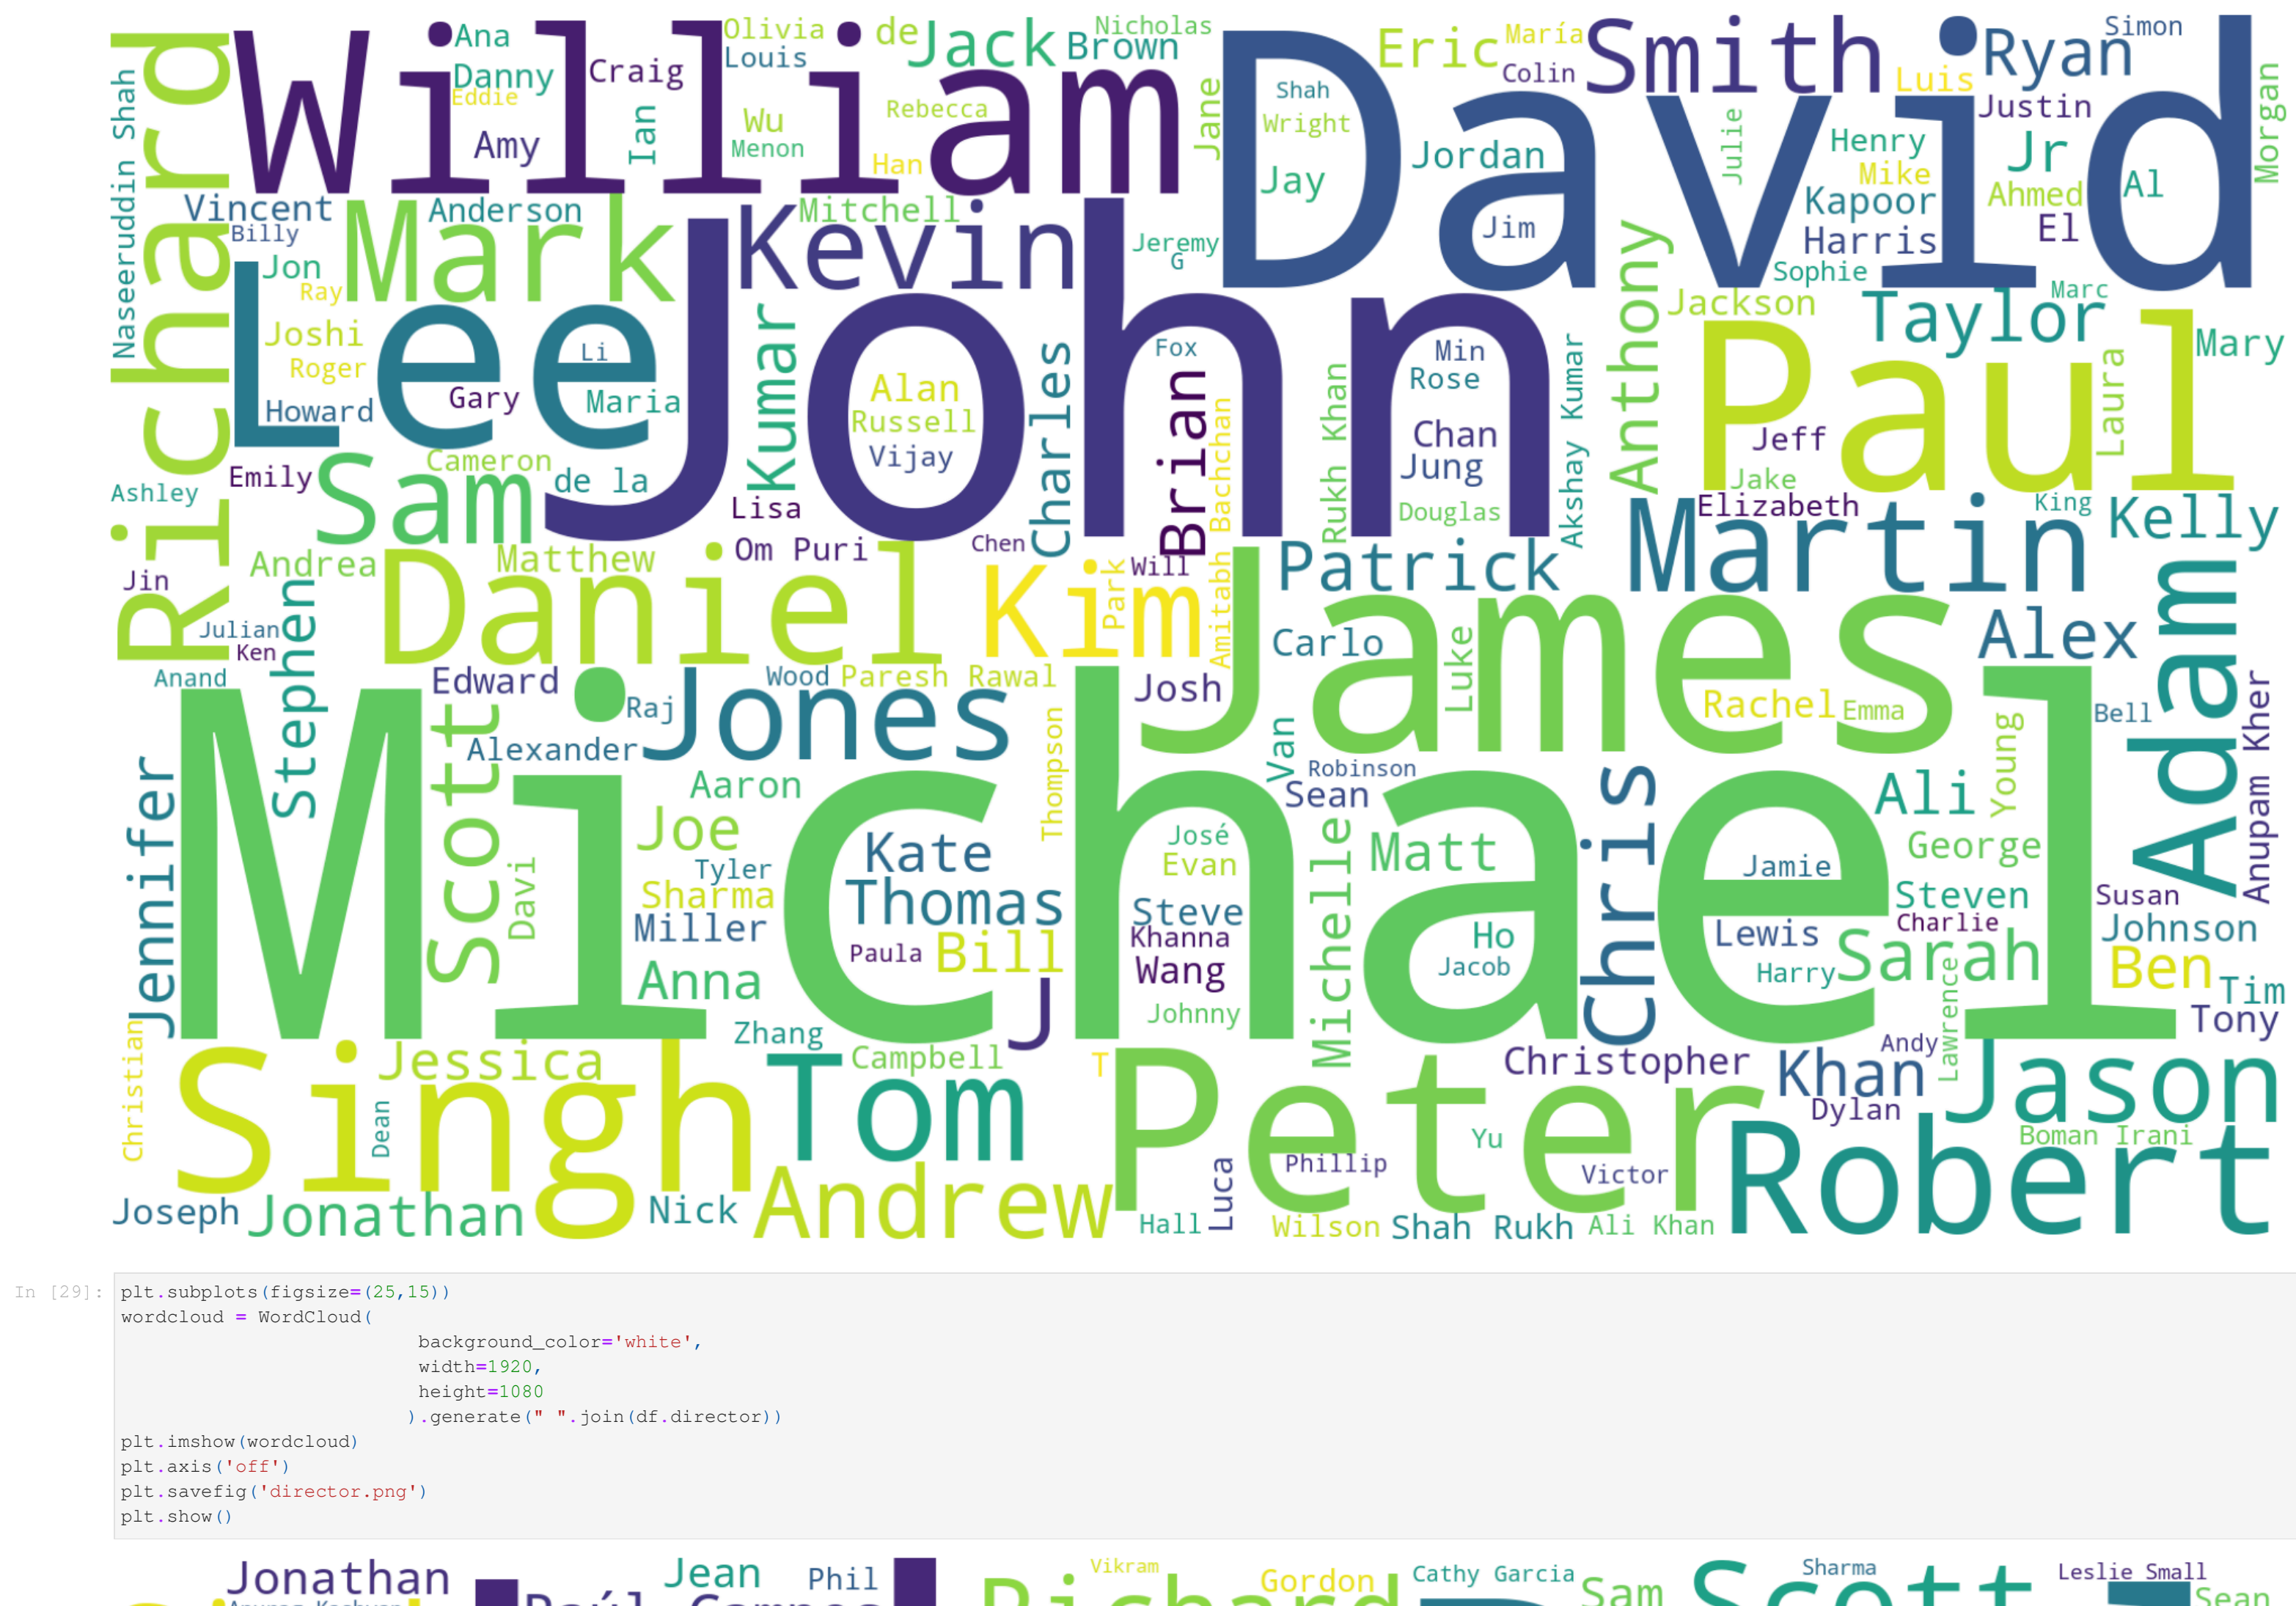 Naseeruddin Shah
Richard
William
Ana
Danny
Eddie
Craig
Olivia
Louis
de
Jack
Nicholas
Brown
Amy
Ian
Wu
Menon
Rebecca
Han
Jane
David
Shah
Wright
Jay
Eric
María
Colin
Smith
Jordan
Jim
Julie
Luis
Ryan
Simon
Justin
Henry
Mike
Kapoor
Harris
Sophie
Jr
Ahmed
El
Al
Morgan
Vincent
Billy
Jon
Ray
Mark
Anderson
Kevin
Mitchell
Jeremy
G
Anthony
Jackson
Taylor
Marc
Mary
Lee
Joshi
Roger
Howard
Gary
Li
Maria
John
Kumar
Alan
Russell
Vijay
Charles
Fox
Brian
Amitabh Bachchan
Rukh Khan
Min
Rose
Chan
Jung
Douglas
Akshay Kumar
Paul
Jeff
Jake
Laura
Ashley
Emily
Sam
Cameron
de la
Lisa
Om Puri
Chen
Elizabeth
Martin
King
Kelly
Jin
Andrea
Stephen
Daniel
Matthew
Kim
Park
Will
Patrick
James
Carlo
Luke
Alex
Adam
Julian
Ken
Anand
Edward
Raj
Jones
Wood
Paresh Rawal
Josh
Rachel
Emma
Bell
Anupam Kher
Michael
Jennifer
Scott
Alexander
Davi
Aaron
Joe
Tyler
Sharma
Miller
Anna
Kate
Thomas
Paula
Bill
J
Thompson
José
Evan
Steve
Khanna
Wang
Johnny
Van
Robinson
Sean
Michelle
Matt
Ho
Jacob
Chris
Jamie
Lewis
Harry
Ali
Young
George
Steven
Charlie
Sarah
Lawrence
Susan
Johnson
Ben
Tim
Tony
Christian
Singh
Jessica
Dean
Zhang
Tom
Campbell
T
Peter
Christopher
Khan
Andy
Dylan
Jason
Boman Irani
Robert
Joseph
Jonathan
Nick
Andrew
Hall
Luca
Phillip
Yu
Victor
Wilson
Shah Rukh
Ali Khan
In [29]:
plt.subplots(figsize=(25,15))
wordcloud = WordCloud(
background_color='white',
width=1920,
height=1080
).generate(" ".join(df.director))
plt.imshow(wordcloud)
plt.axis('off')
plt.savefig('director.png')
plt.show()
Jonathan
Jean
Phil
Vikram
Richard
Gordon
Cathy Garcia
Sam
Scott
Sharma
Leslie Small
Sean